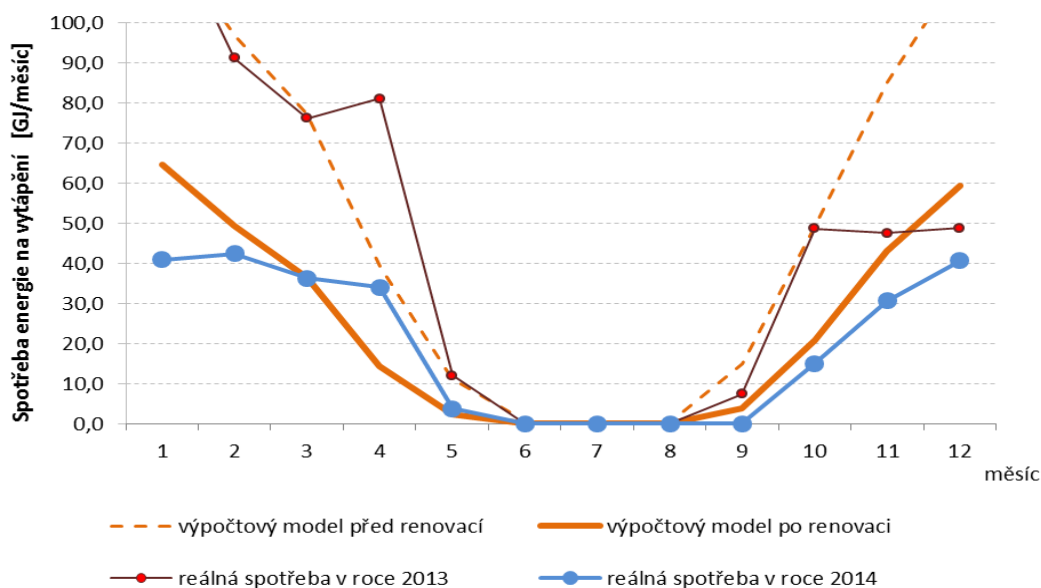 Spotřeba energie na vytápění [GJ/měsíc]
100,0
90,0
80,0
70,0
60,0
50,0
40,0
30,0
20,0
10,0
0,0
1 2 3 4 5 6 7 8 9 10 11 12
měsíc
výpočtový model před renovací
výpočtový model po renovaci
reálná spotřeba v roce 2013
reálná spotřeba v roce 2014